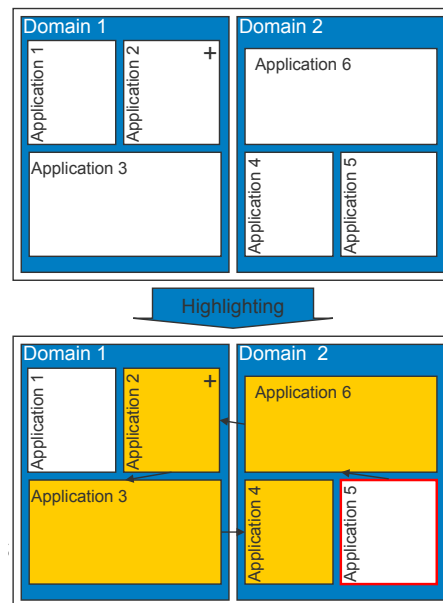 Domain 1
Domain 2
Application 1
Application 2
+
Application 3
Application 6
Application 4
Application 5
Highlighting
Domain 1
Domain 2
Application 1
Application 2
+
Application 3
Application 6
Application 4
Application 5